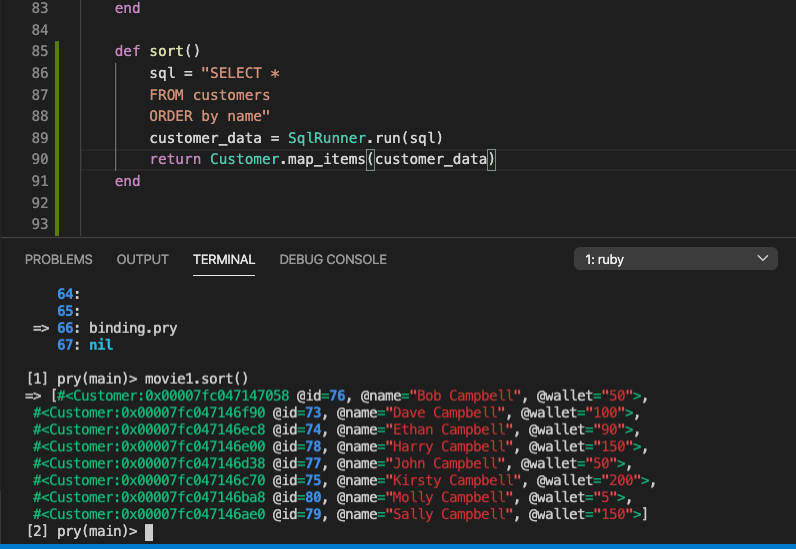 83 end
84
85 def sort()
86 sql = "SELECT *
87 FROM customers
88 ORDER by name"
89 customer_data = SqlRunner.run(sql)
90 return Customer.map_items(customer_data)
91 end
92
93
PROBLEMS OUTPUT TERMINAL DEBUG CONSOLE 1: ruby
64:
65:
=> 66: binding.pry
67: nil
[1] pry(main)> movie1.sort()
=> [#<Customer:0x00007fc047147058 @id=76, @name="Bob Campbell", @wallet="50">,
#<Customer:0x00007fc047146f90 @id=73, @name="Dave Campbell", @wallet="100">,
#<Customer:0x00007fc047146ec8 @id=74, @name="Ethan Campbell", @wallet="90">,
#<Customer:0x00007fc047146e00 @id=78, @name="Harry Campbell", @wallet="150">,
#<Customer:0x00007fc047146d38 @id=77, @name="John Campbell", @wallet="50">,
#<Customer:0x00007fc047146c70 @id=75, @name="Kirsty Campbell", @wallet="200">,
#<Customer:0x00007fc047146ba8 @id=80, @name="Molly Campbell", @wallet="5">,
#<Customer:0x00007fc047146ae0 @id=79, @name="Sally Campbell", @wallet="150">]
[2] pry(main)>